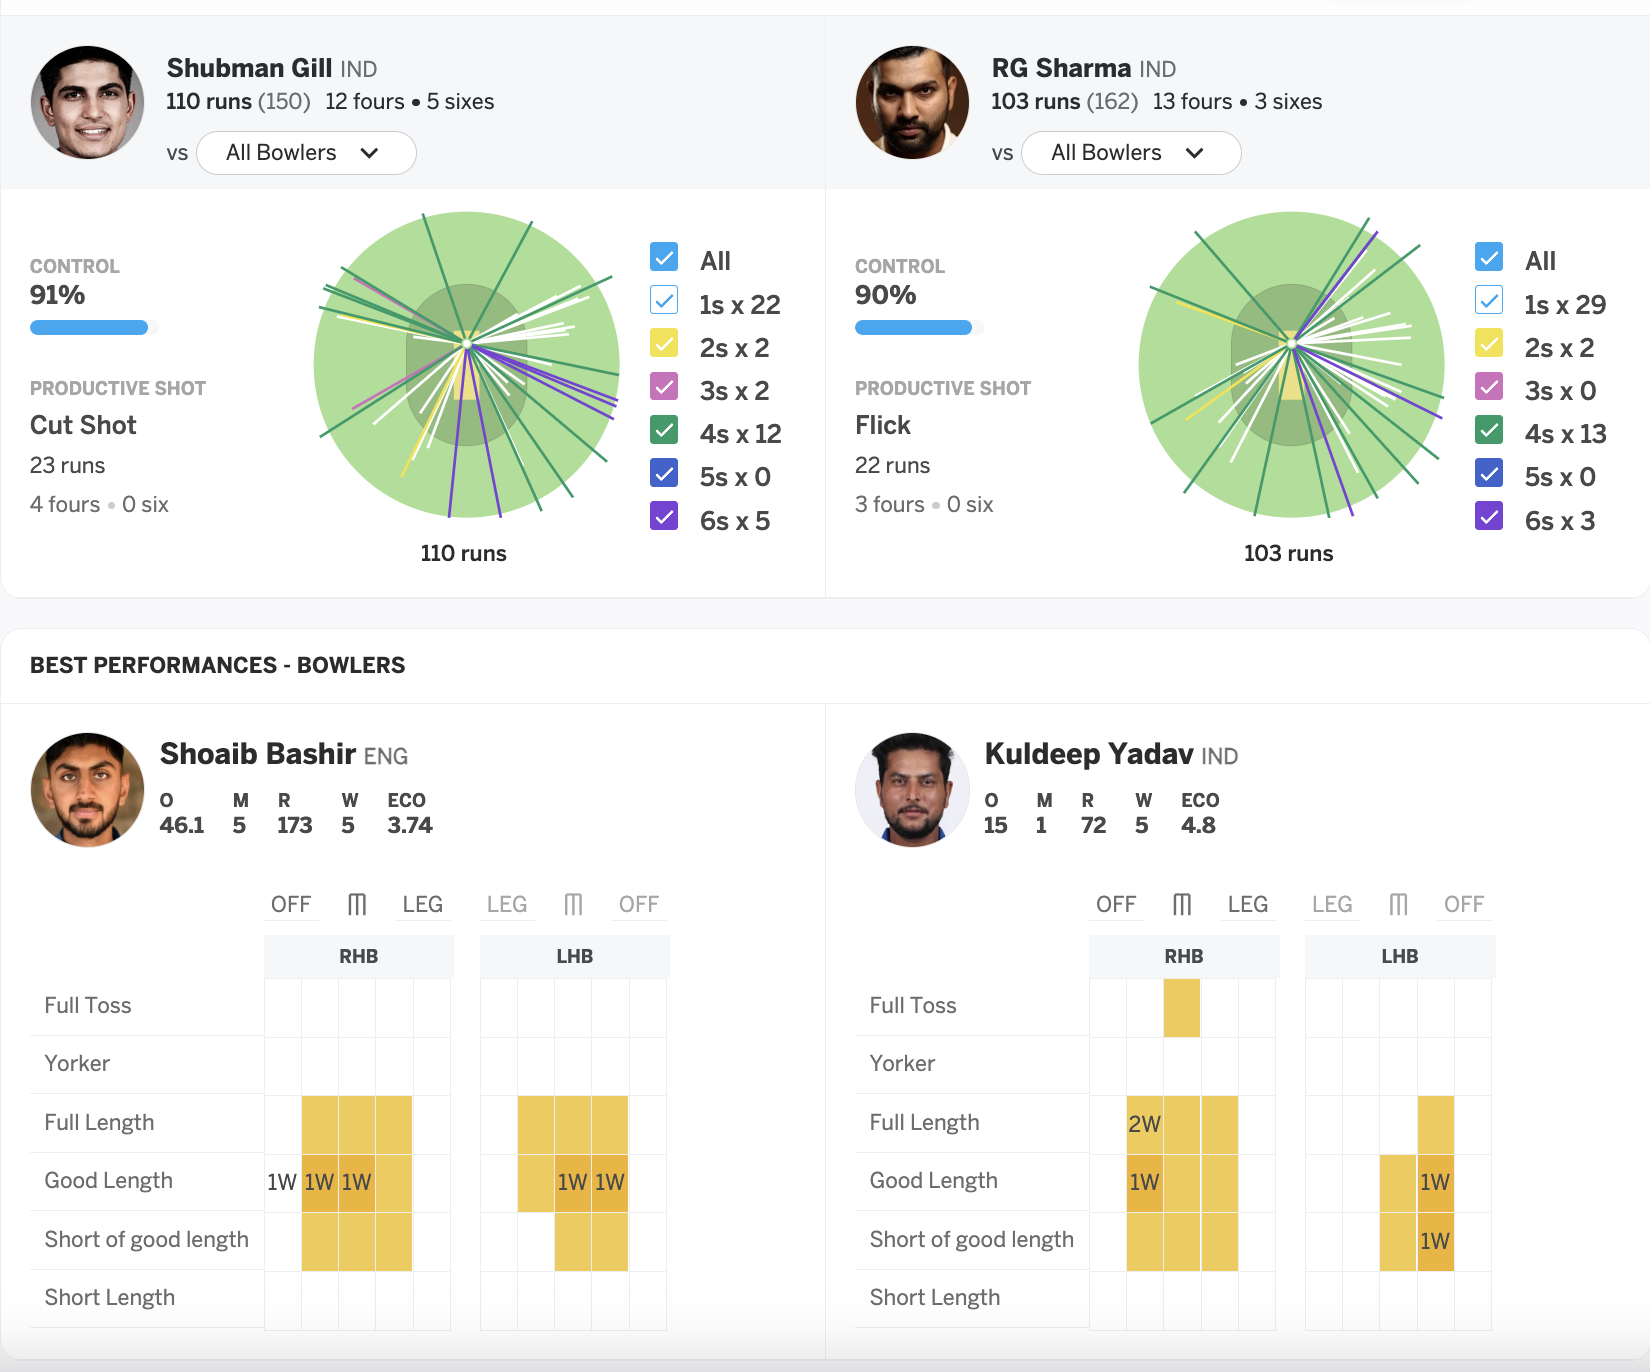 Shubman Gill IND
110 runs (150) 12 fours • 5 sixes
vs All Bowlers
CONTROL
91%
PRODUCTIVE SHOT
Cut Shot
23 runs
4 fours • 0 six
110 runs
All
1s x 22
2s x 2
3s x 2
4s x 12
5s x 0
6s x 5
RG Sharma IND
103 runs (162) 13 fours • 3 sixes
vs All Bowlers
CONTROL
90%
PRODUCTIVE SHOT
Flick
22 runs
3 fours • 0 six
103 runs
All
1s x 29
2s x 2
3s x 0
4s x 13
5s x 0
6s x 3
BEST PERFORMANCES - BOWLERS
Shoaib Bashir ENG
O M R W ECO
46.1 5 173 5 3.74
OFF LEG LEG OFF
RHB LHB
Full Toss
Yorker
Full Length
Good Length 1W 1W 1W 1W 1W
Short of good length
Short Length
Kuldeep Yadav IND
O M R W ECO
15 1 72 5 4.8
OFF LEG LEG OFF
RHB LHB
Full Toss
Yorker
Full Length 2W
Good Length 1W 1W
Short of good length 1W
Short Length